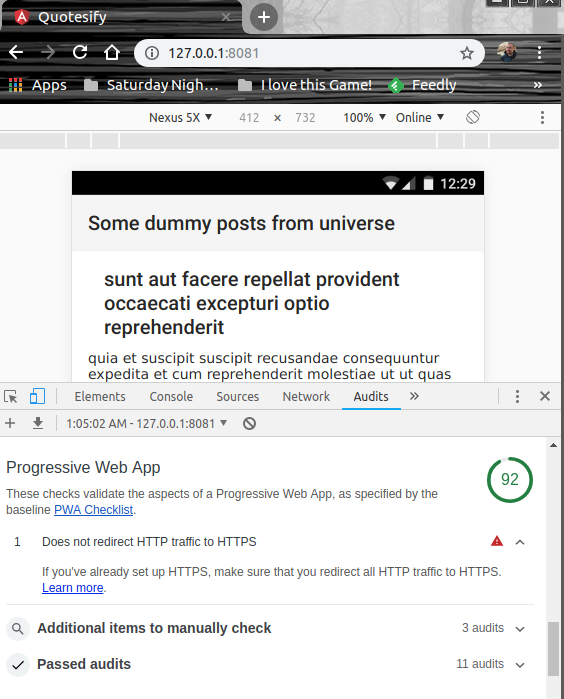 Quotesify
127.0.0.1:8081
Apps Saturday Nigh… I love this Game! Feedly »
Nexus 5X 412 × 732 100% Online
12:29
Some dummy posts from universe
sunt aut facere repellat provident
occaecati excepturi optio
reprehenderit
quia et suscipit suscipit recusandae consequuntur
expedita et cum reprehenderit molestiae ut ut quas
Elements Console Sources Network Audits »
1:05:02 AM - 127.0.0.1:8081
Progressive Web App
92
These checks validate the aspects of a Progressive Web App, as specified by the
baseline PWA Checklist.
1 Does not redirect HTTP traffic to HTTPS
If you've already set up HTTPS, make sure that you redirect all HTTP traffic to HTTPS.
Learn more.
Additional items to manually check 3 audits
Passed audits 11 audits